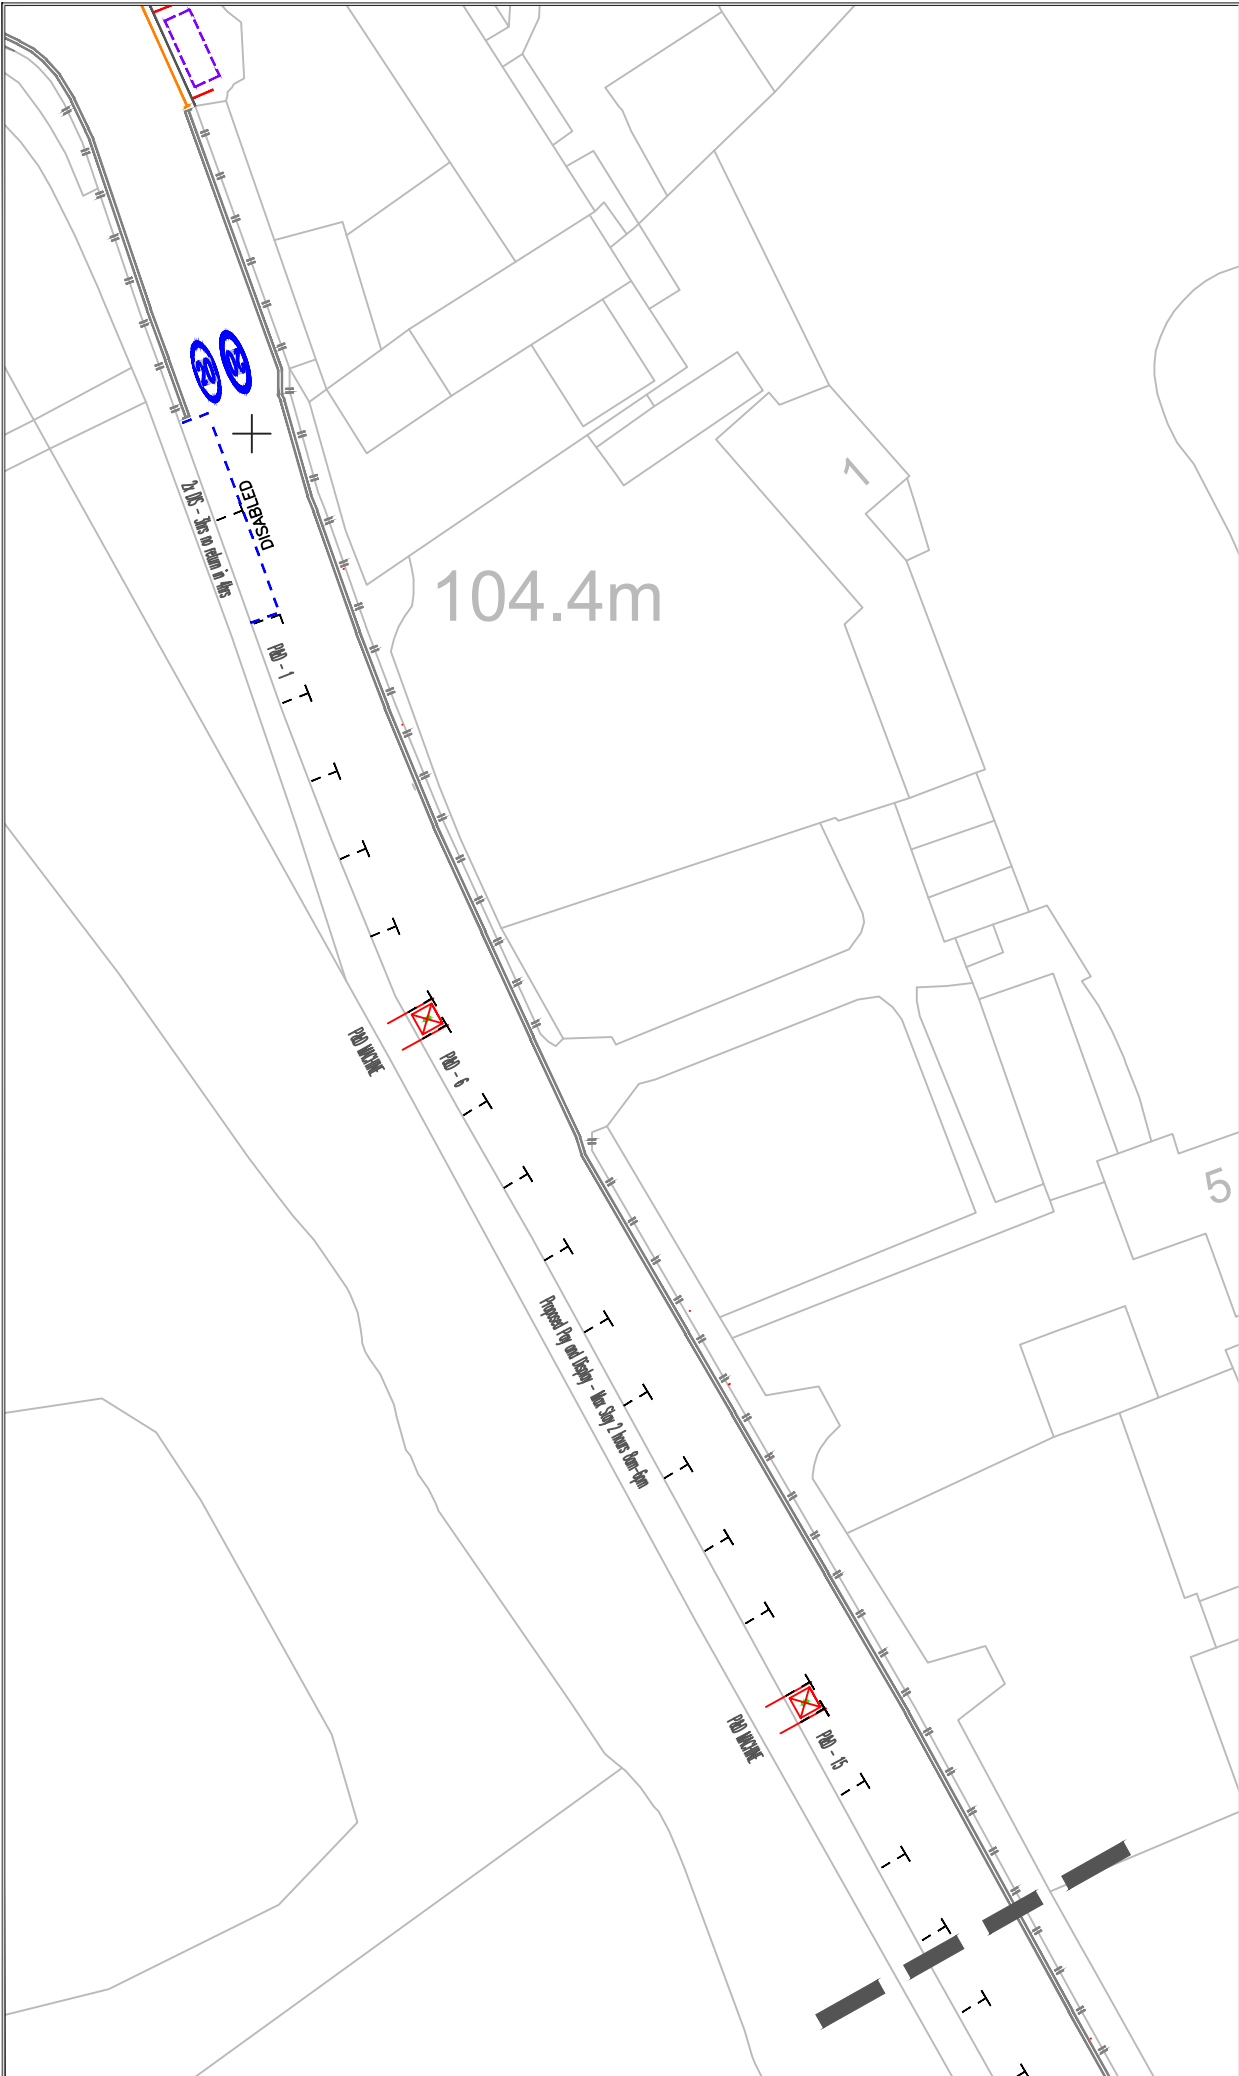 20
20
DISABLED
2x DIS - 3hrs no return in 4hrs
1
104.4m
P&D - 1
P&D MACHINE
P&D - 6
5
Proposed Pay and Display - Max Stay 2 hours 8am-6pm
P&D MACHINE
P&D - 15